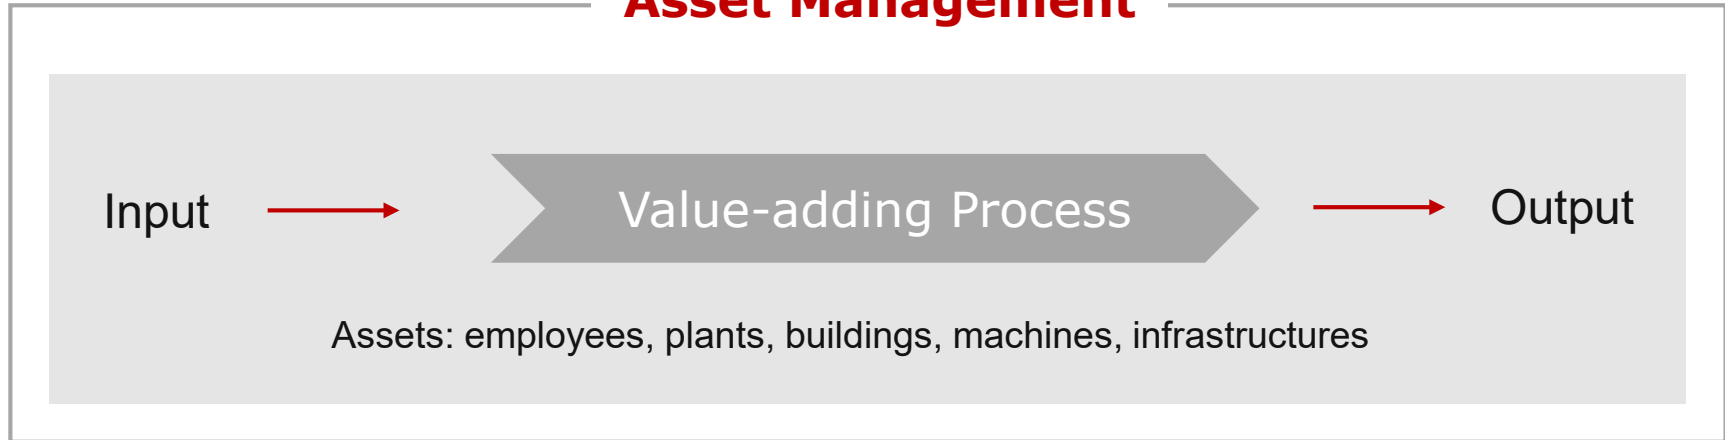 Asset Management
Input
Value-adding Process
Output
Assets: employees, plants, buildings, machines, infrastructures